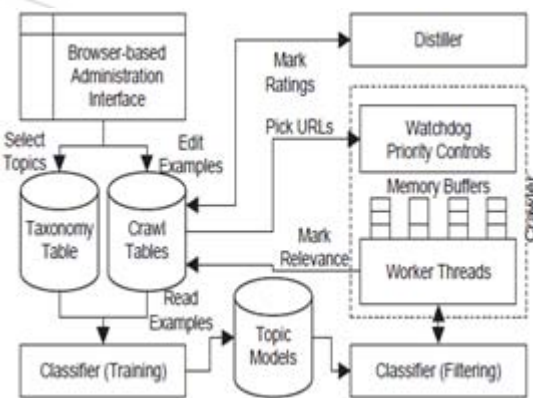 Browser-based
Administration
Interface
Distiller
Mark
Ratings
Select
Topics
Edit
Examples
Pick URLs
Watchdog
Priority Controls
Memory Buffers
Crawler
Taxonomy
Table
Crawl
Tables
Mark
Relevance
Worker Threads
Read
Examples
Topic
Models
Classifier (Training)
Classifier (Filtering)